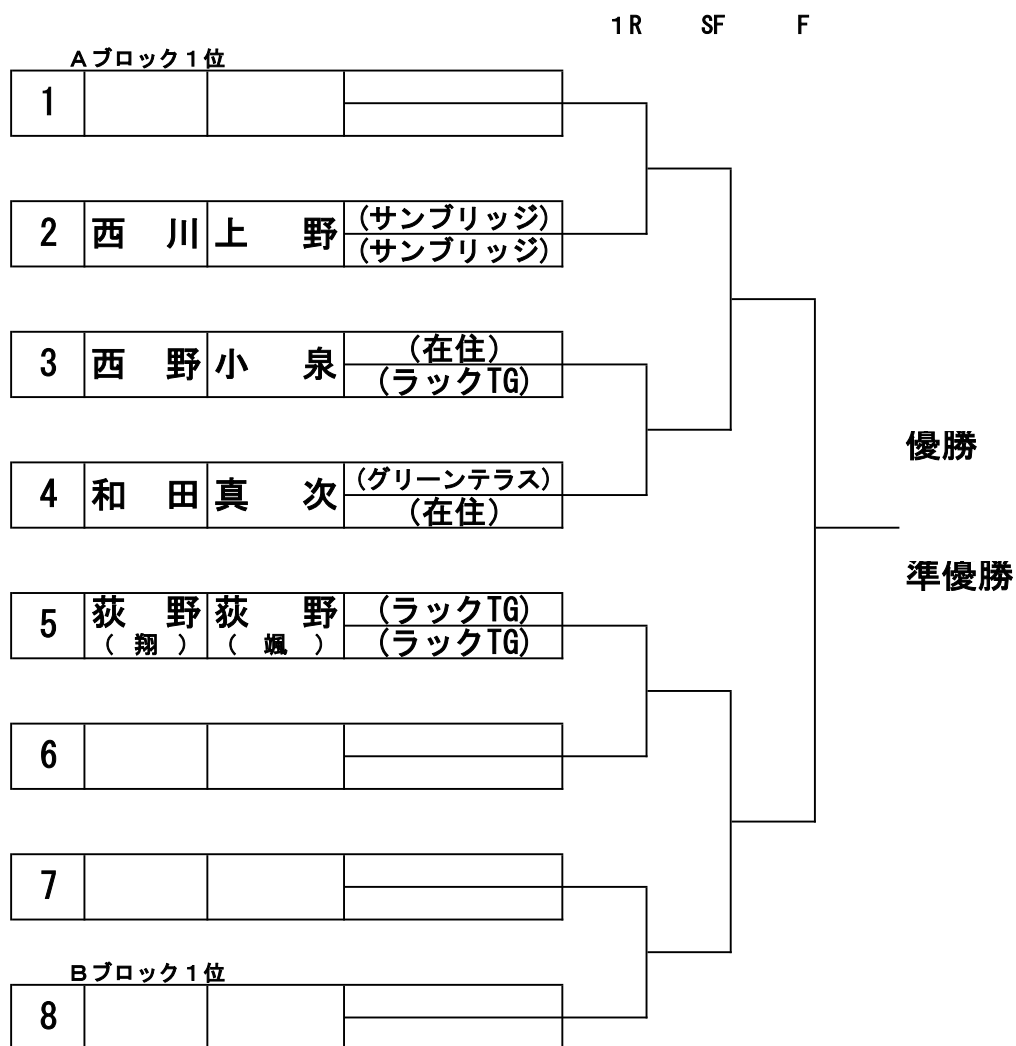 １R　SF　F
Ａブロック１位
1
2 西　川 上　野 (サンブリッジ)
(サンブリッジ)
3 西　野 小　泉 (在住)
(ラックTG)
優勝
4 和　田 真　次 (グリーンテラス)
(在住)
準優勝
5 荻　野 荻　野 (ラックTG)
(　翔　) (　颯　) (ラックTG)
6
7
Ｂブロック１位
8